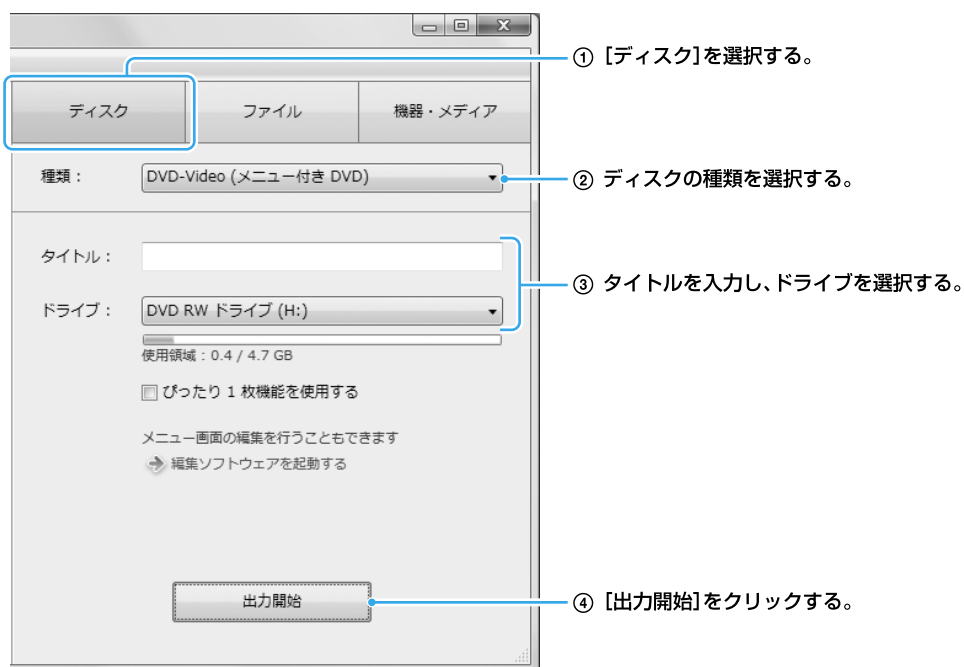 ① [ディスク]を選択する。
ディスク ファイル 機器・メディア
種類： DVD-Video (メニュー付き DVD)
② ディスクの種類を選択する。
タイトル：
③ タイトルを入力し、ドライブを選択する。
ドライブ： DVD RW ドライブ (H:)
使用領域：0.4 / 4.7 GB
ぴったり 1 枚機能を使用する
メニュー画面の編集を行うこともできます
編集ソフトウェアを起動する
出力開始
④ [出力開始]をクリックする。